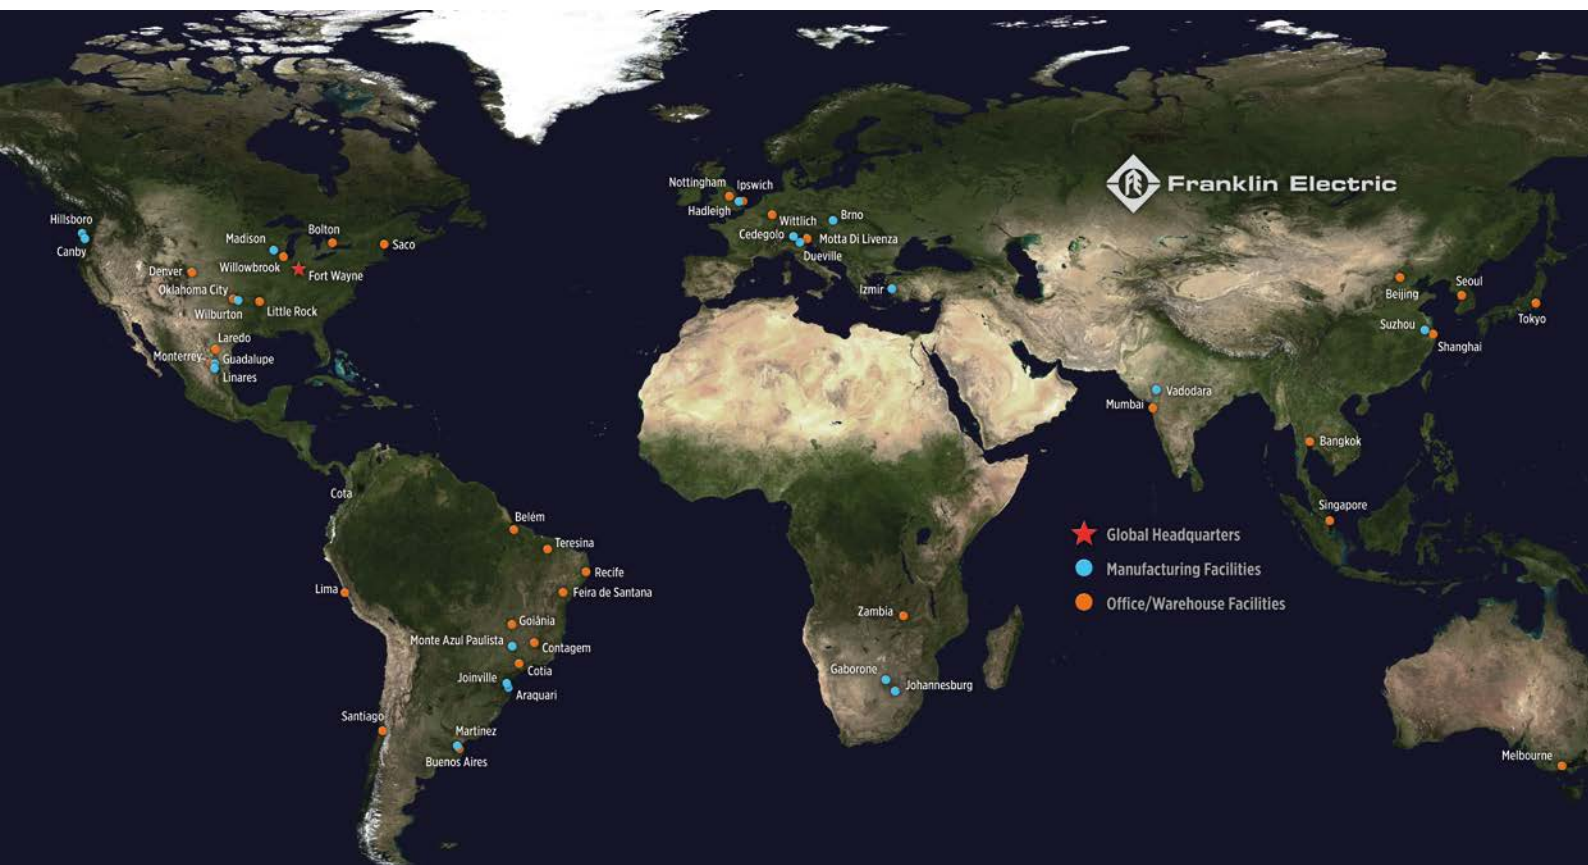 Nottingham
Ipswich
Hadleigh
Franklin Electric
Wittlich
Brno
Cedegolo
Motta Di Livenza
Dueville
Izmir
Hillsboro
Canby
Madison
Bolton
Saco
Willowbrook
Fort Wayne
Denver
Oklahoma City
Wilburton
Little Rock
Laredo
Monterrey
Guadalupe
Linares
Beijing
Seoul
Tokyo
Suzhou
Shanghai
Vadodara
Mumbai
Bangkok
Singapore
Cota
Belém
Teresina
Recife
Lima
Feira de Santana
Goiânia
Monte Azul Paulista
Contagem
Cotia
Joinville
Araquari
Santiago
Martinez
Buenos Aires
Zambia
Gaborone
Johannesburg
Global Headquarters
Manufacturing Facilities
Office/Warehouse Facilities
Melbourne